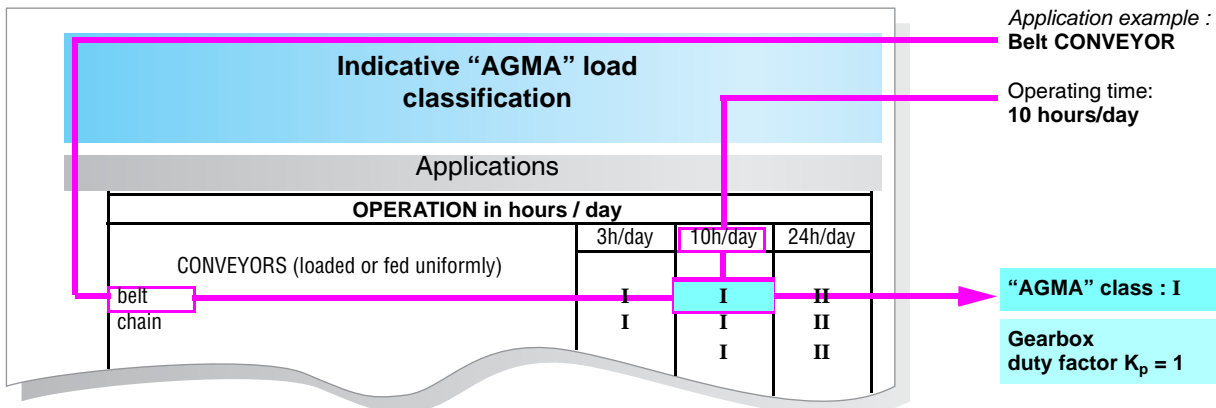 Application example :
Belt CONVEYOR
Indicative “AGMA” load
classification
Operating time:
10 hours/day
Applications
OPERATION in hours / day
3h/day 10h/day 24h/day
CONVEYORS (loaded or fed uniformly)
belt I I II
chain I I II
I II
“AGMA” class : I
Gearbox
duty factor Kp = 1